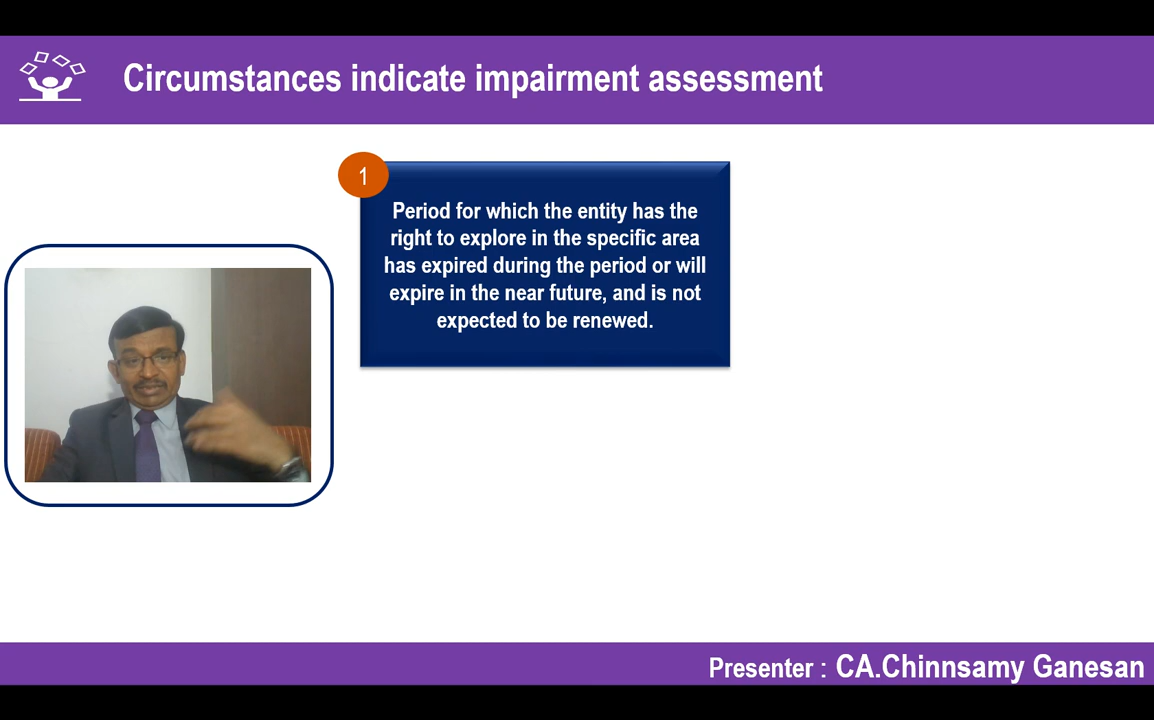 Circumstances indicate impairment assessment
1
Period for which the entity has the
right to explore in the specific area
has expired during the period or will
expire in the near future, and is not
expected to be renewed.
Presenter : CA.Chinnsamy Ganesan